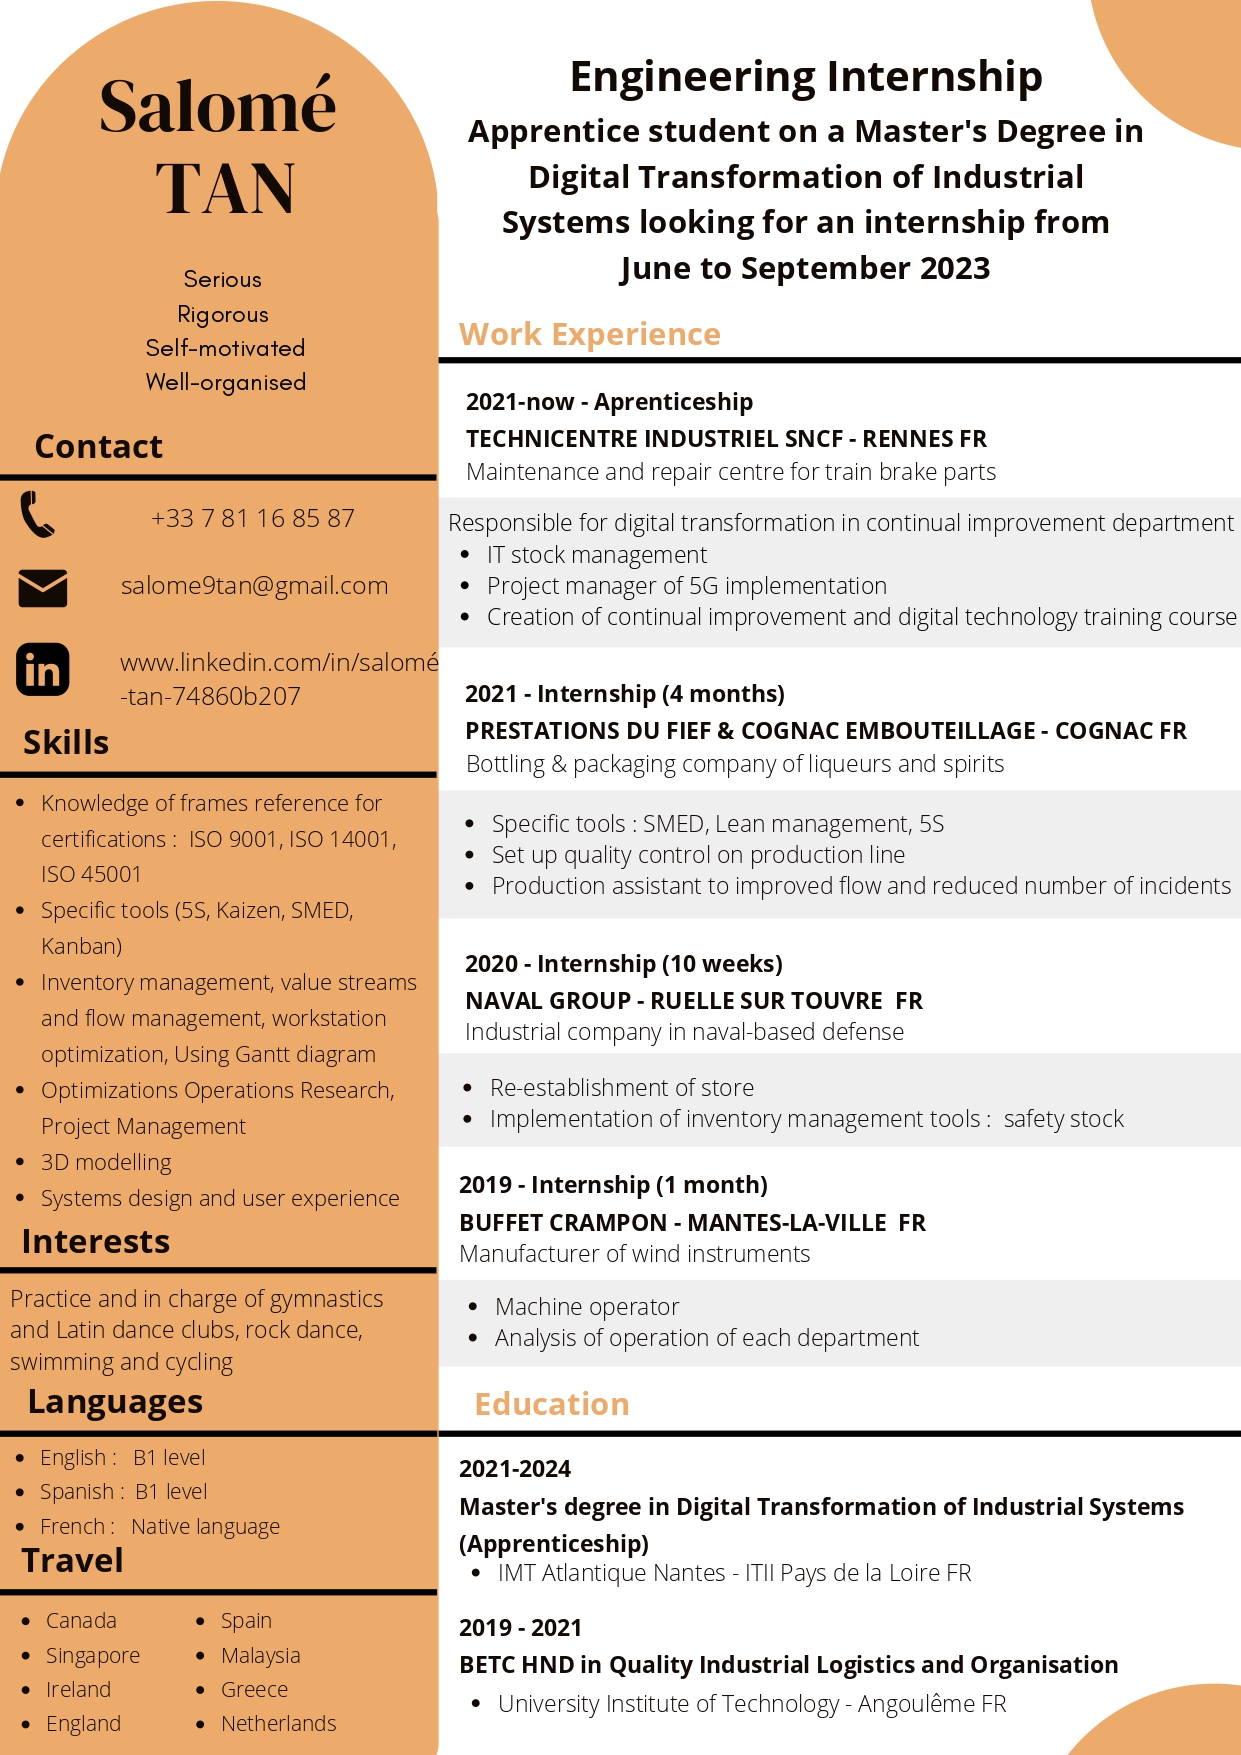 Salomé
TAN
Serious
Rigorous
Self-motivated
Well-organised
Contact
+33 7 81 16 85 87
salome9tan@gmail.com
www.linkedin.com/in/salomé
-tan-74860b207
Skills
• Knowledge of frames reference for
certifications :  ISO 9001, ISO 14001,
ISO 45001
• Specific tools (5S, Kaizen, SMED,
Kanban)
• Inventory management, value streams
and flow management, workstation
optimization, Using Gantt diagram
• Optimizations Operations Research,
Project Management
• 3D modelling
• Systems design and user experience
Interests
Practice and in charge of gymnastics
and Latin dance clubs, rock dance,
swimming and cycling
Languages
• English :   B1 level
• Spanish :  B1 level
• French :   Native language
Travel
• Canada
• Singapore
• Ireland
• England
• Spain
• Malaysia
• Greece
• Netherlands
Engineering Internship
Apprentice student on a Master's Degree in
Digital Transformation of Industrial
Systems looking for an internship from
June to September 2023
Work Experience
2021-now - Aprenticeship
TECHNICENTRE INDUSTRIEL SNCF - RENNES FR
Maintenance and repair centre for train brake parts
Responsible for digital transformation in continual improvement department
• IT stock management
• Project manager of 5G implementation
• Creation of continual improvement and digital technology training course
2021 - Internship (4 months)
PRESTATIONS DU FIEF & COGNAC EMBOUTEILLAGE - COGNAC FR
Bottling & packaging company of liqueurs and spirits
• Specific tools : SMED, Lean management, 5S
• Set up quality control on production line
• Production assistant to improved flow and reduced number of incidents
2020 - Internship (10 weeks)
NAVAL GROUP - RUELLE SUR TOUVRE  FR
Industrial company in naval-based defense
• Re-establishment of store
• Implementation of inventory management tools :  safety stock
2019 - Internship (1 month)
BUFFET CRAMPON - MANTES-LA-VILLE  FR
Manufacturer of wind instruments
• Machine operator
• Analysis of operation of each department
Education
2021-2024
Master's degree in Digital Transformation of Industrial Systems
(Apprenticeship)
• IMT Atlantique Nantes - ITII Pays de la Loire FR
2019 - 2021
BETC HND in Quality Industrial Logistics and Organisation
• University Institute of Technology - Angoulême FR